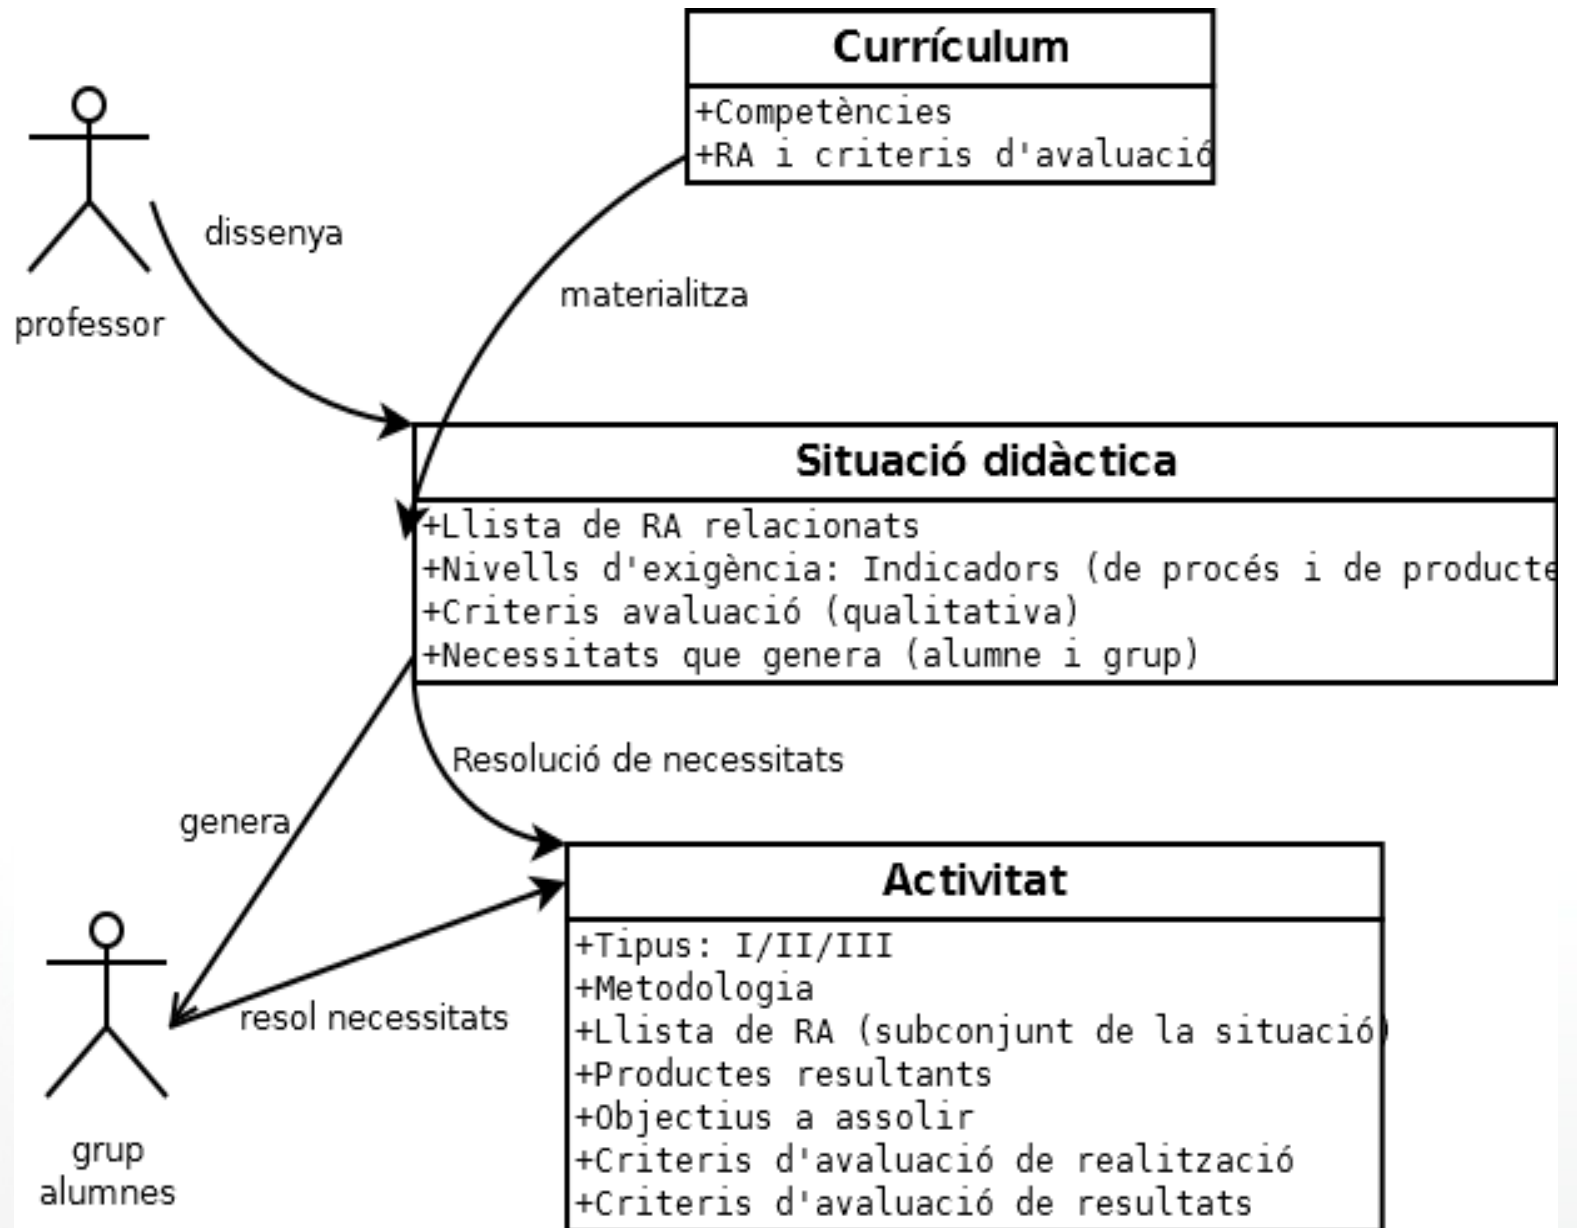 Currículum
+Competències
+RA i criteris d'avaluació
dissenya
materialitza
professor
Situació didàctica
+Llista de RA relacionats
+Nivells d'exigència: Indicadors (de procés i de producte
+Criteris avaluació (qualitativa)
+Necessitats que genera (alumne i grup)
Resolució de necessitats
genera
Activitat
+Tipus: I/II/III
+Metodologia
+Llista de RA (subconjunt de la situació)
resol necessitats
+Productes resultants
+Objectius a assolir
+Criteris d'avaluació de realització
+Criteris d'avaluació de resultats
grup
alumnes